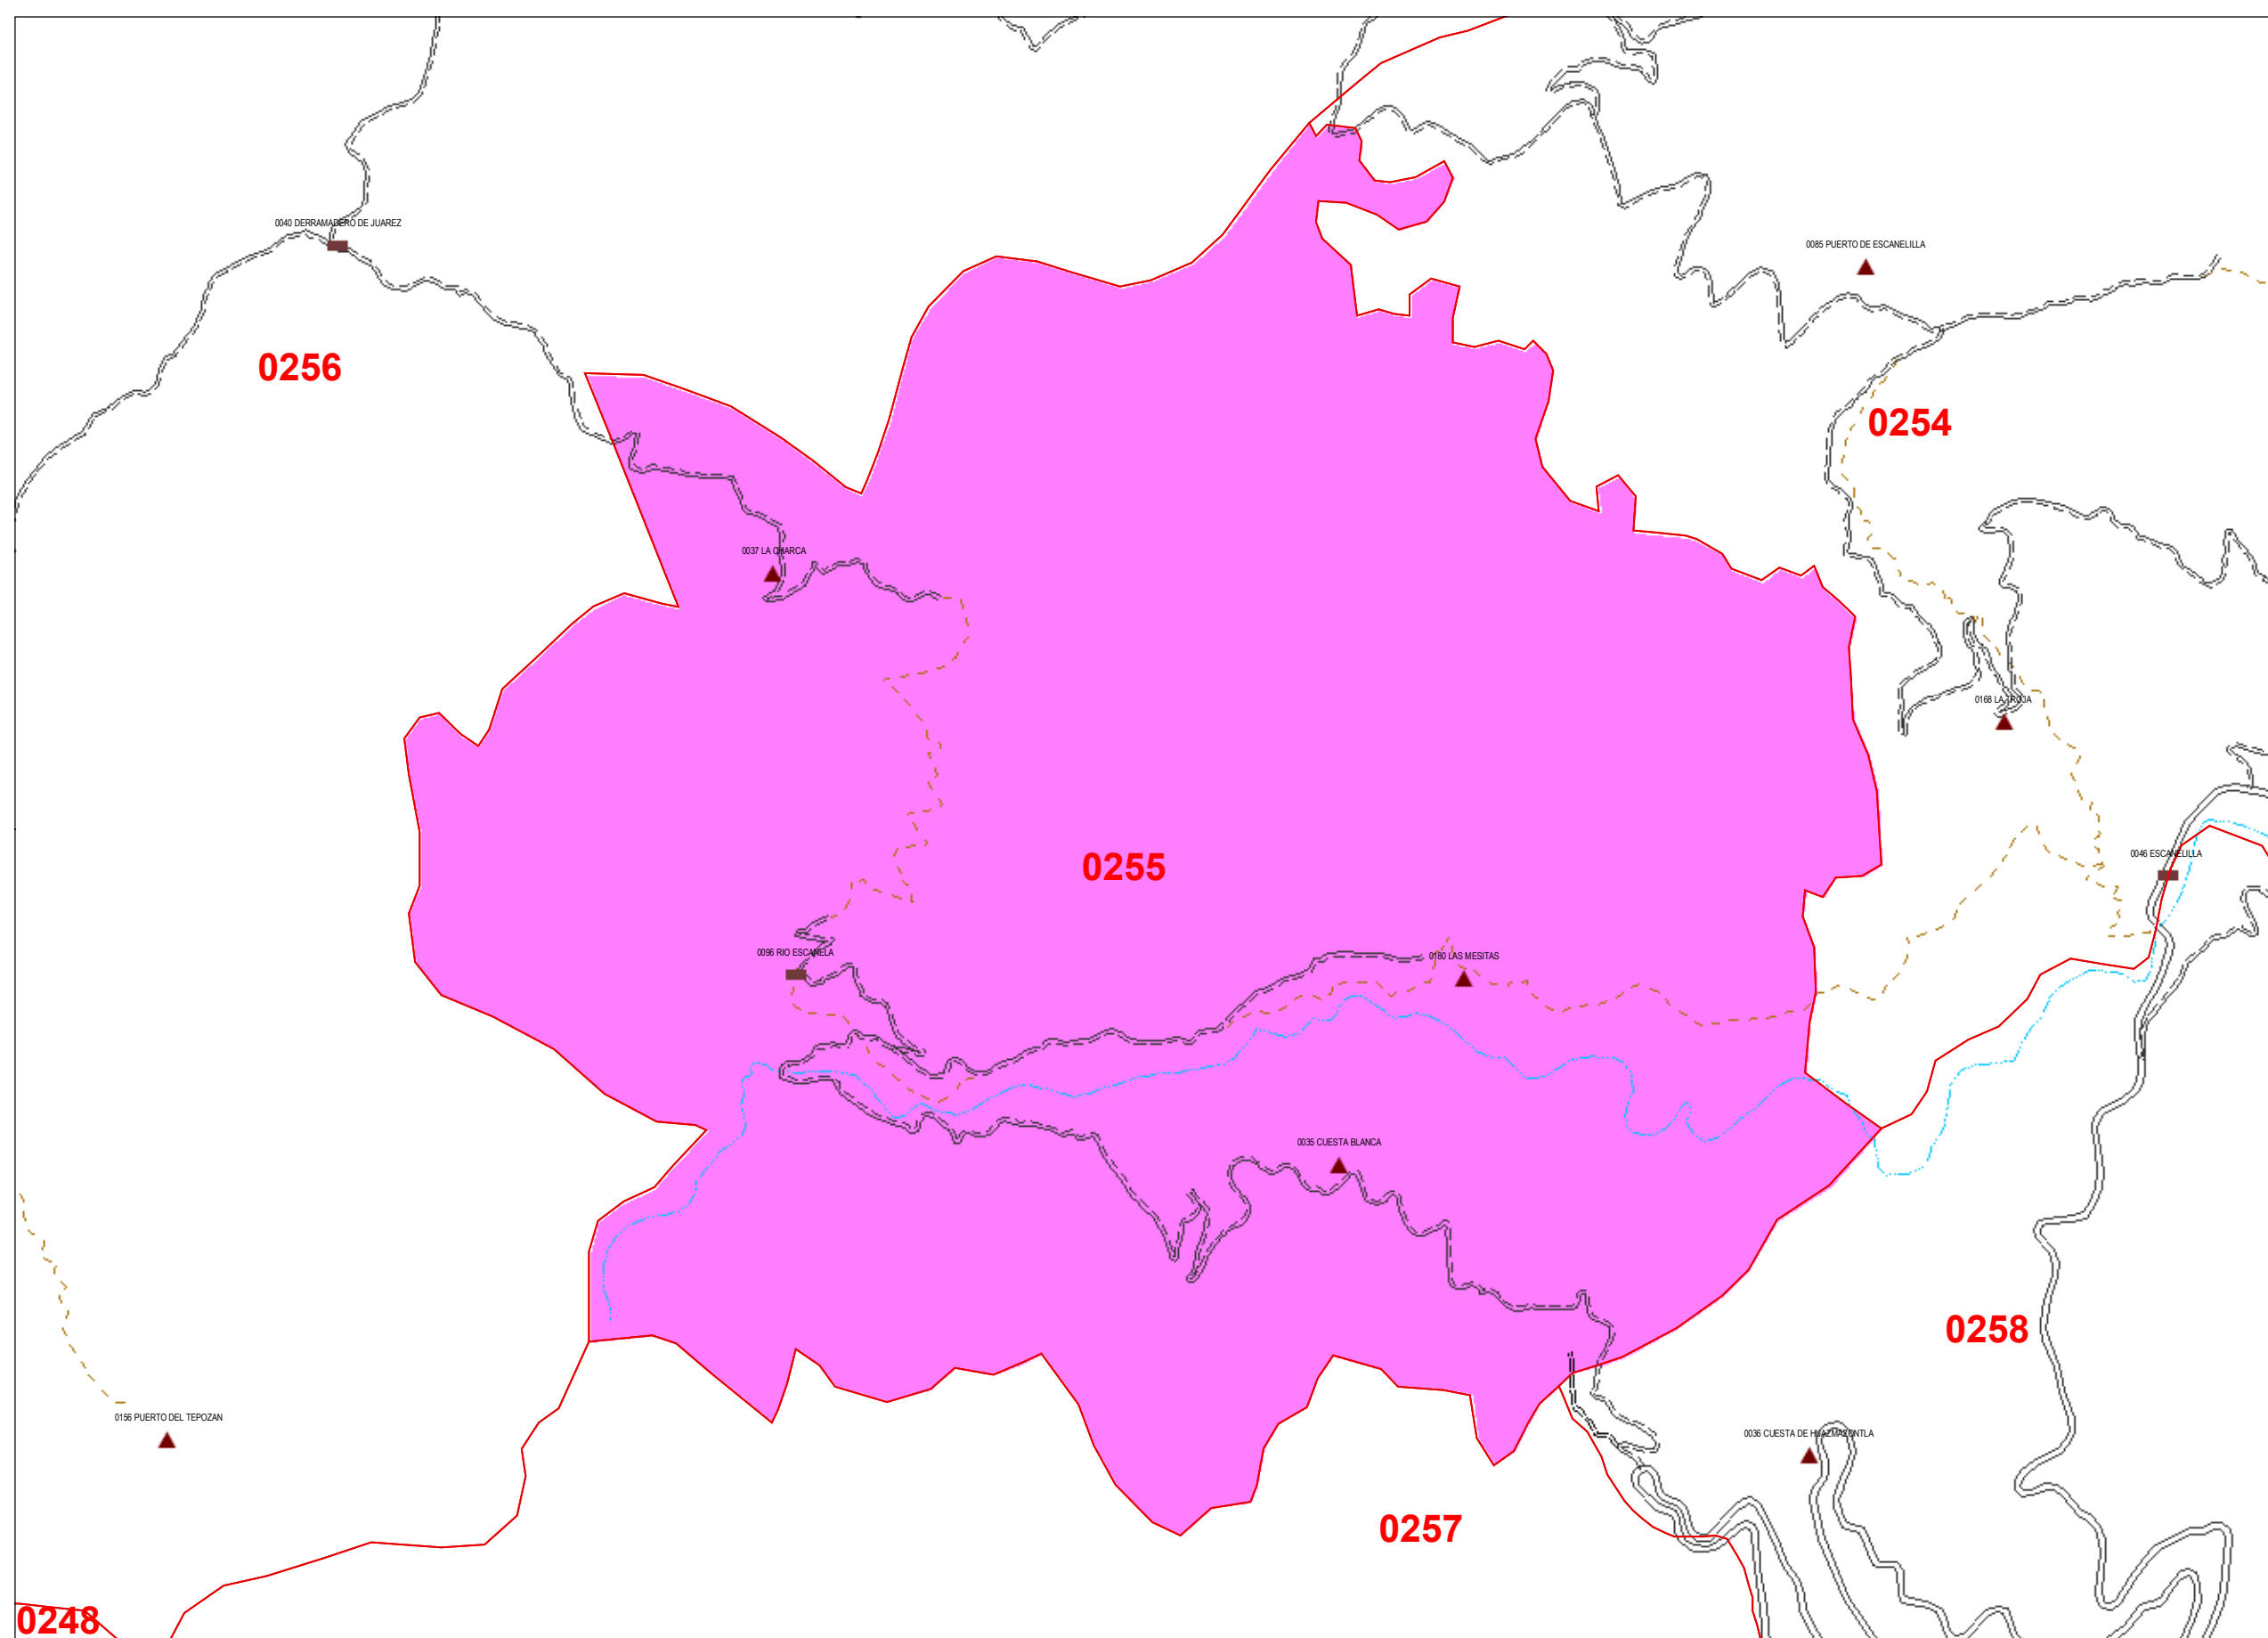 0040 DERRAMADERO DE JUAREZ
0085 PUERTO DE ESCANELILLA
0256
0254
0037 LA CHARCA
0168 LA TROJA
0255
0046 ESCANELILLA
0096 RIO ESCANELA
0180 LAS MESITAS
0035 CUESTA BLANCA
0258
0156 PUERTO DEL TEPOZAN
0036 CUESTA DE HUAZMAZONTLA
0257
0248